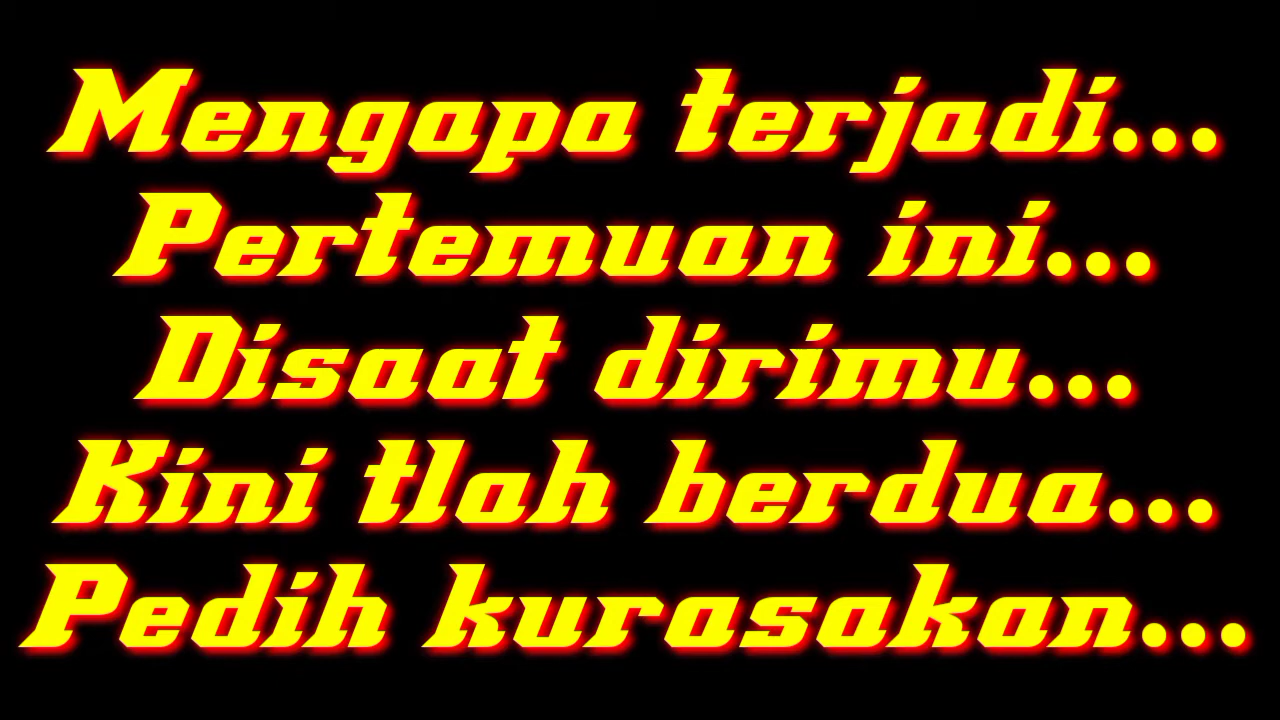 Mengapa terjadi...
Pertemuan ini...
Disaat dirimu...
Kini tlah berdua...
Pedih kurasakan...